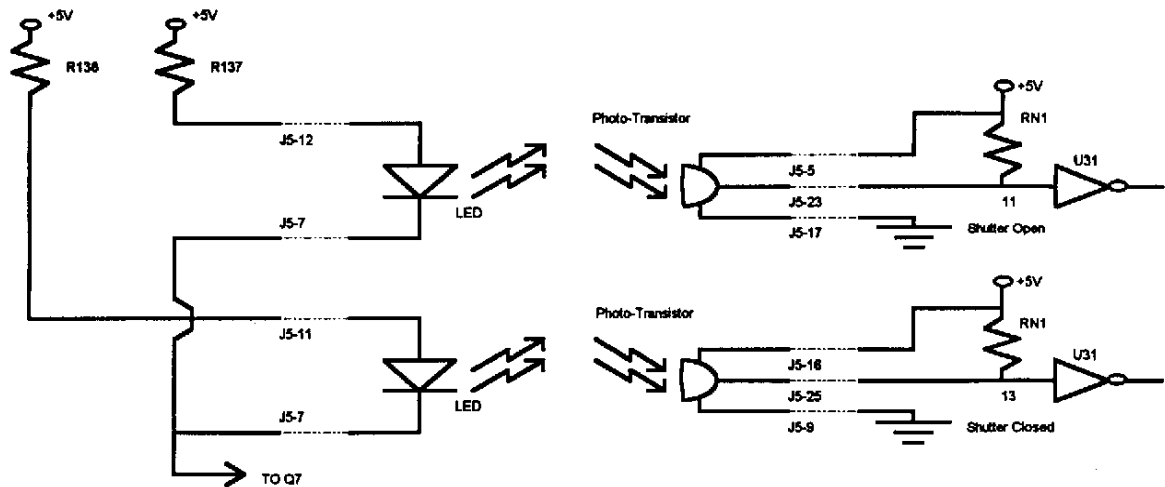 +5V
+5V
R138
R137
J5-12
LED
J5-7
J5-11
LED
J5-7
TO Q7
Photo-Transistor
+5V
RN1
U31
J5-5
J5-23
11
J5-17
Shutter Open
Photo-Transistor
+5V
RN1
U31
J5-16
J5-25
13
J5-9
Shutter Closed